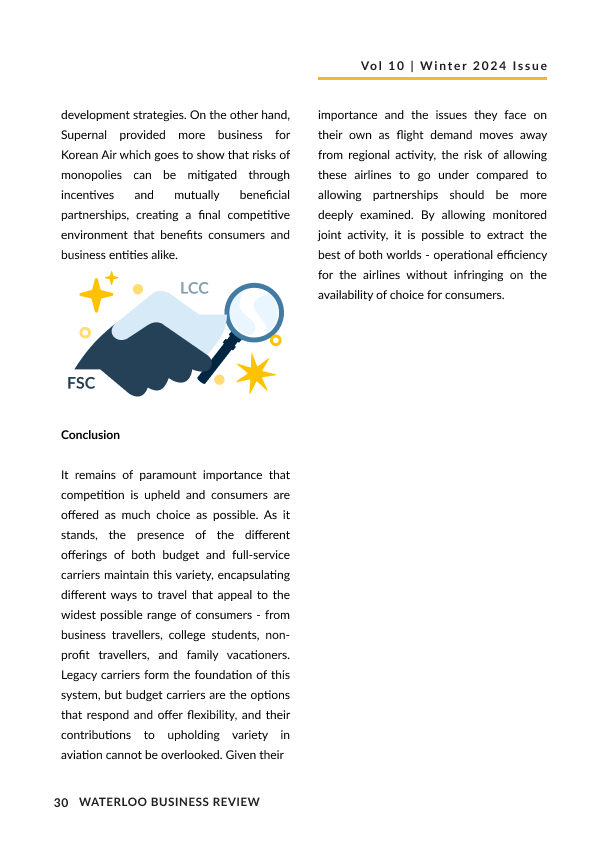 Vol 10 | Winter 2024 Issue
development strategies. On the other hand,
Supernal provided more business for
Korean Air which goes to show that risks of
monopolies can be mitigated through
incentives and mutually beneficial
partnerships, creating a final competitive
environment that benefits consumers and
business entities alike.
LCC
FSC
Conclusion
It remains of paramount importance that
competition is upheld and consumers are
offered as much choice as possible. As it
stands, the presence of the different
offerings of both budget and full-service
carriers maintain this variety, encapsulating
different ways to travel that appeal to the
widest possible range of consumers - from
business travellers, college students, non-
profit travellers, and family vacationers.
Legacy carriers form the foundation of this
system, but budget carriers are the options
that respond and offer flexibility, and their
contributions to upholding variety in
aviation cannot be overlooked. Given their
importance and the issues they face on
their own as flight demand moves away
from regional activity, the risk of allowing
these airlines to go under compared to
allowing partnerships should be more
deeply examined. By allowing monitored
joint activity, it is possible to extract the
best of both worlds - operational efficiency
for the airlines without infringing on the
availability of choice for consumers.
30 WATERLOO BUSINESS REVIEW